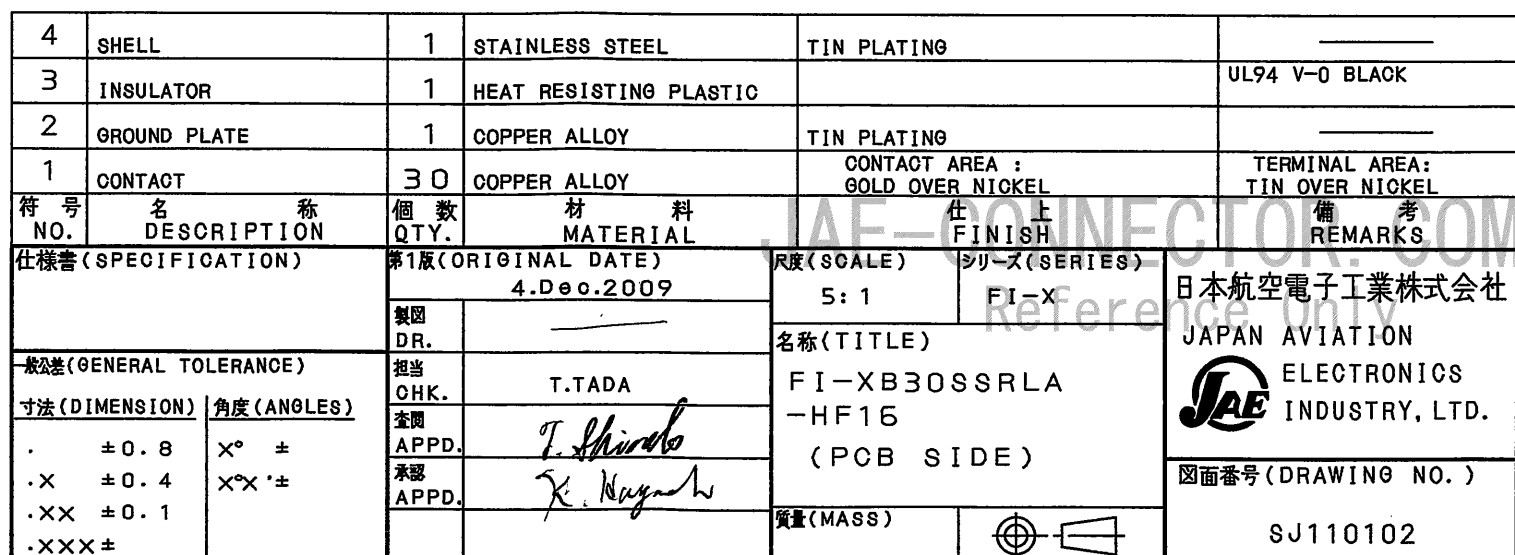 4 SHELL 1 STAINLESS STEEL TIN PLATING
3 INSULATOR 1 HEAT RESISTING PLASTIC UL94 V-0 BLACK
2 GROUND PLATE 1 COPPER ALLOY TIN PLATING
1 CONTACT 30 COPPER ALLOY CONTACT AREA : GOLD OVER NICKEL TERMINAL AREA: TIN OVER NICKEL
符号 名称 個数 材料 仕上 備考
NO. DESCRIPTION QTY. MATERIAL FINISH REMARKS
JAE-CONNECTOR.COM
Reference Only
仕様書(SPECIFICATION)
第1版(ORIGINAL DATE)
4.Dec.2009
製図
DR.
担当
CHK.
T.TADA
査閲
APPD.
承認
APPD.
K. Hayashi
一般公差(GENERAL TOLERANCE)
寸法(DIMENSION) 角度(ANGLES)
. ±0.8 X° ±
.X ±0.4 X°X'±
.XX ±0.1
.XXX±
尺度(SCALE)
5:1
シリーズ(SERIES)
FI-X
名称(TITLE)
FI-XB30SSRLA
-HF16
(PCB SIDE)
質量(MASS)
日本航空電子工業株式会社
JAPAN AVIATION
JAE ELECTRONICS
INDUSTRY,LTD.
図面番号(DRAWING NO.)
SJ110102